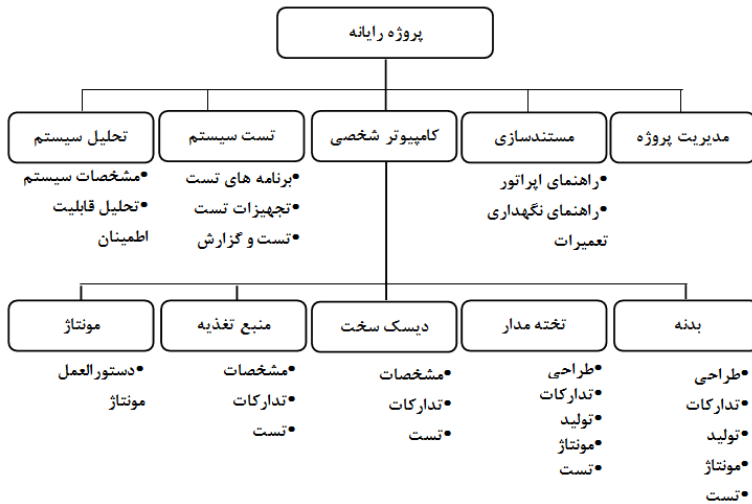 پروژه رایانه
مدیریت پروژه
مستندسازی
•راهنمای اپراتور
•راهنمای نگهداری
تعمیرات
کامپیوتر شخصی
تست سیستم
•برنامه های تست
•تجهیزات تست
•تست و گزارش
تحلیل سیستم
•مشخصات سیستم
•تحلیل قابلیت
اطمینان
بدنه
•طراحی
•تدارکات
•تولید
•مونتاژ
•تست
تخته مدار
•طراحی
•تدارکات
•تولید
•مونتاژ
•تست
دیسک سخت
•مشخصات
•تدارکات
•تست
منبع تغذیه
•مشخصات
•تدارکات
•تست
مونتاژ
•دستورالعمل
مونتاژ